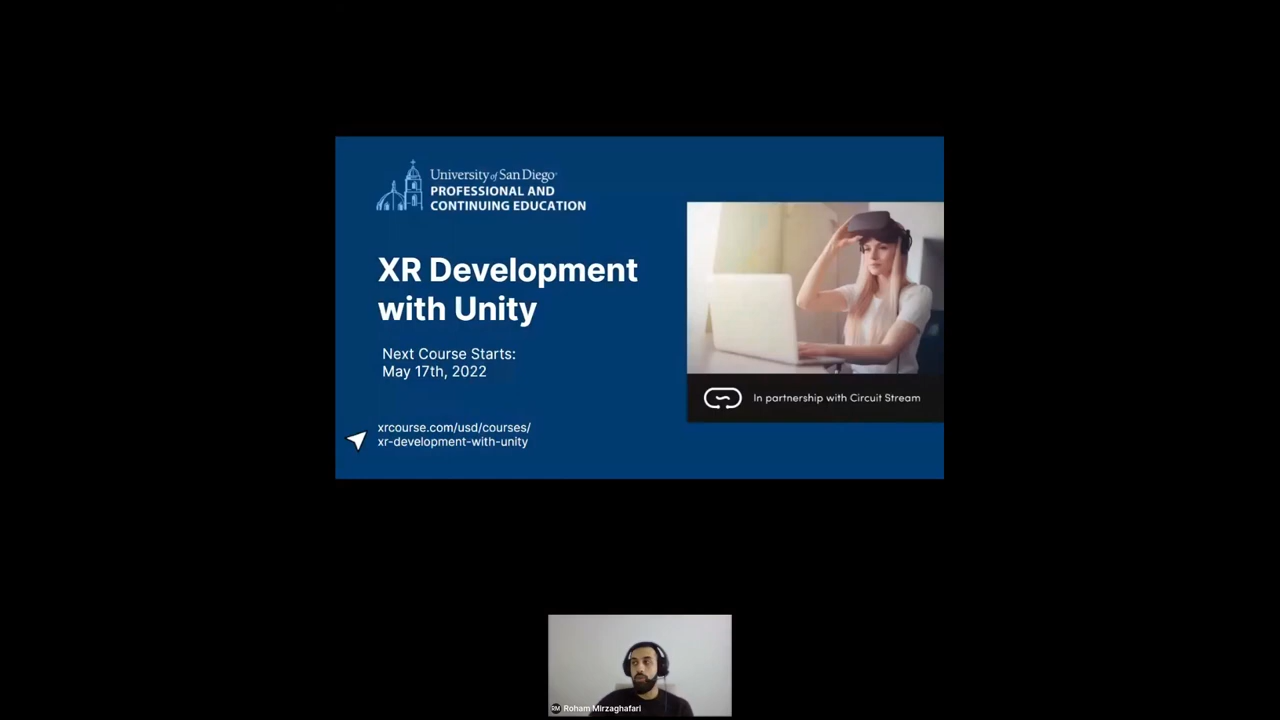 University of San Diego
PROFESSIONAL AND
CONTINUING EDUCATION
XR Development
with Unity
Next Course Starts:
May 17th, 2022
xrcourse.com/usd/courses/
xr-development-with-unity
In partnership with Circuit Stream
RM Roham Mirzaghafari